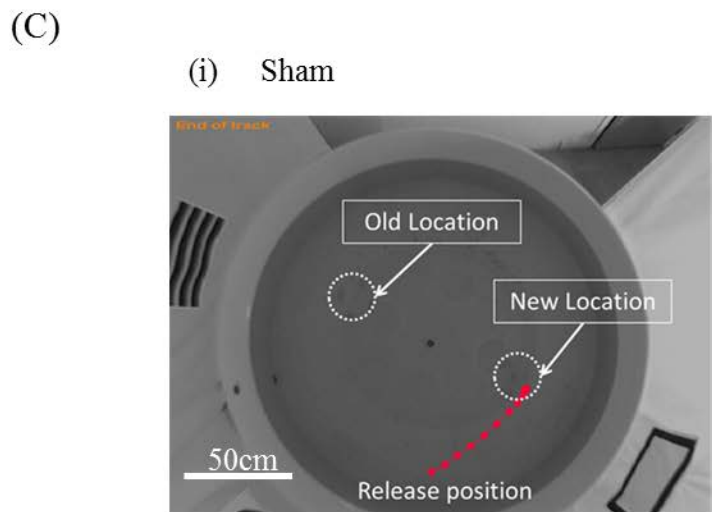 (C)
(i) Sham
End of track
Old Location
New Location
50cm
Release position